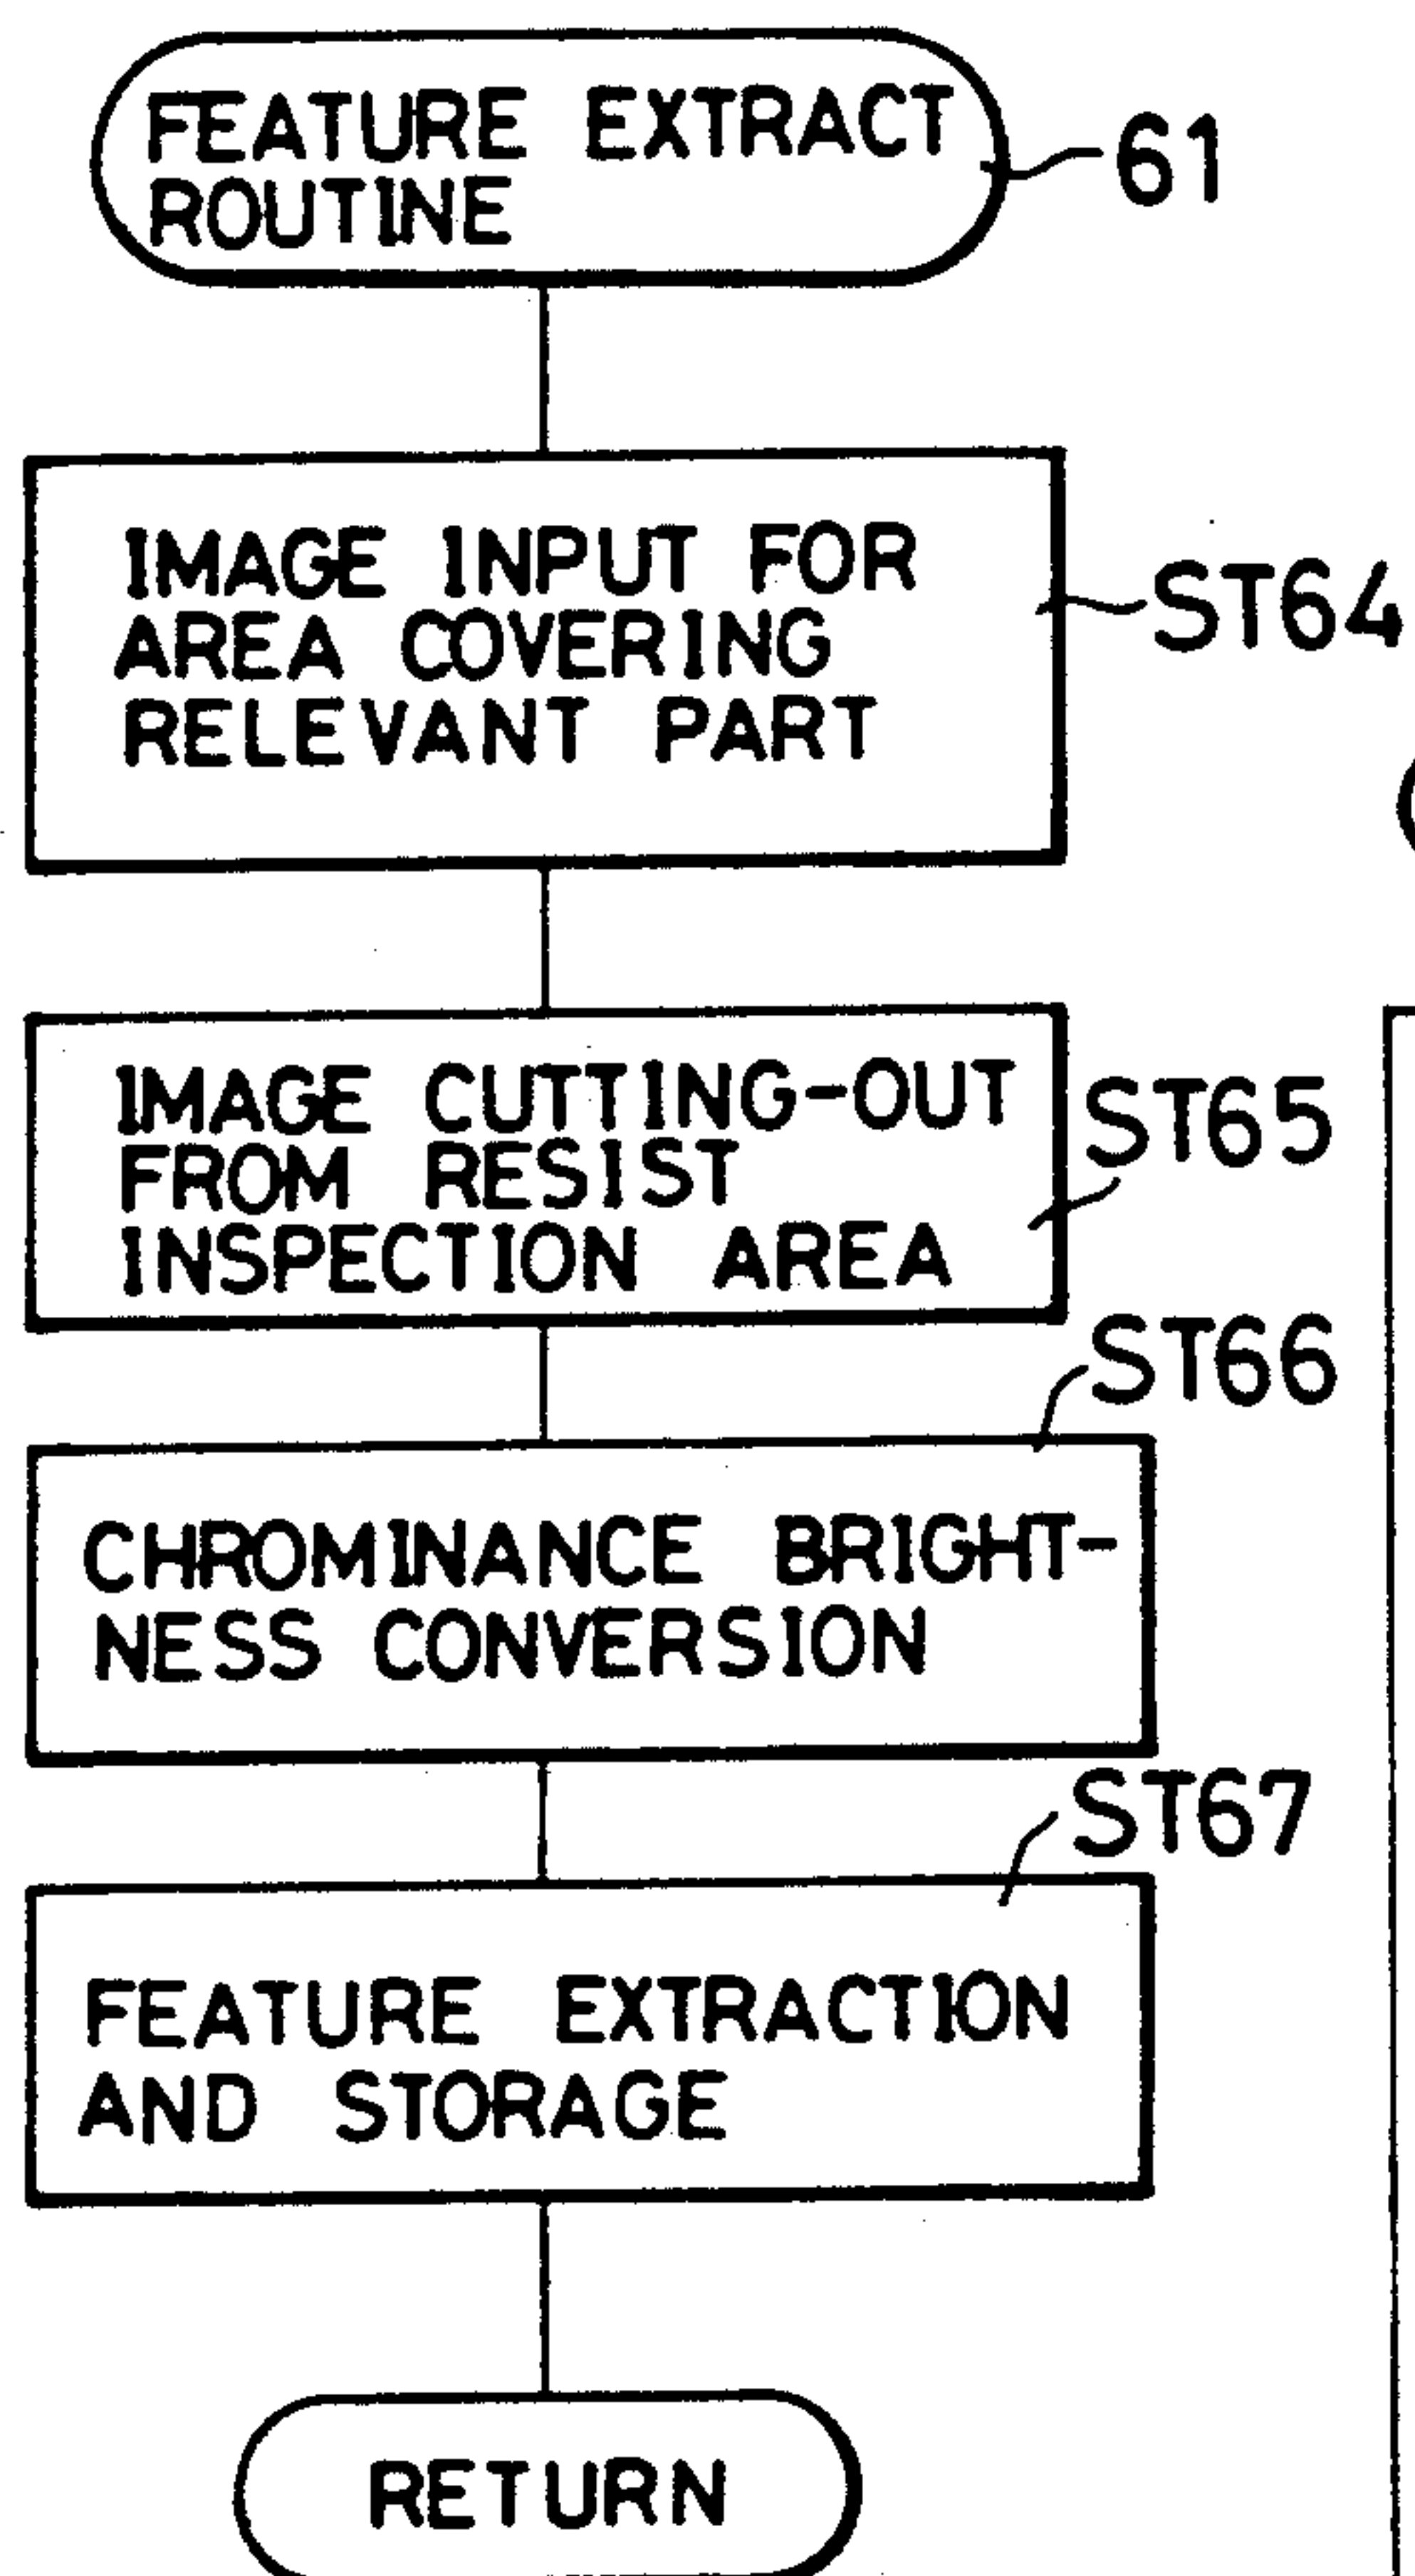 FEATURE EXTRACT
ROUTINE
61
IMAGE INPUT FOR
AREA COVERING
RELEVANT PART
ST64
IMAGE CUTTING-OUT
FROM RESIST
INSPECTION AREA
ST65
ST66
CHROMINANCE BRIGHT-
NESS CONVERSION
ST67
FEATURE EXTRACTION
AND STORAGE
RETURN